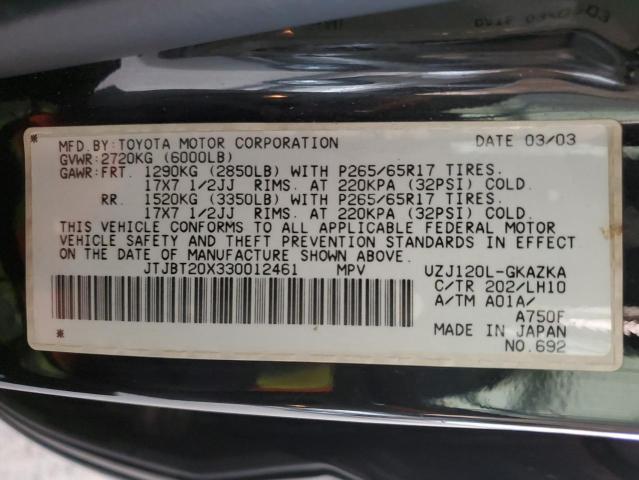 MFD.BY:TOYOTA MOTOR CORPORATION DATE 03/03
GVWR:2720KG (6000LB)
GAWR:FRT. 1290KG (2850LB) WITH P265/65R17 TIRES.
17X7 1/2JJ RIMS. AT 220KPA (32PSI) COLD.
RR. 1520KG (3350LB) WITH P265/65R17 TIRES.
17X7 1/2JJ RIMS. AT 220KPA (32PSI) COLD.
THIS VEHICLE CONFORMS TO ALL APPLICABLE FEDERAL MOTOR
VEHICLE SAFETY AND THEFT PREVENTION STANDARDS IN EFFECT
ON THE DATE OF MANUFACTURE SHOWN ABOVE.
JTJBT20X330012461 MPV UZJ120L-GKAZKA
C/TR 202/LH10
A/TM A01A/
A750F
MADE IN JAPAN
NO.692